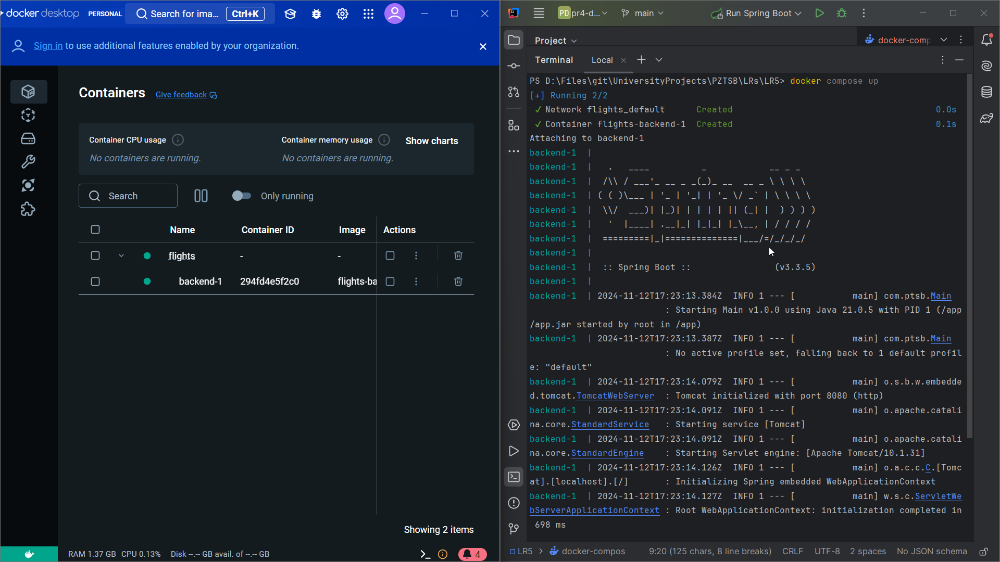 docker desktop PERSONAL Search for ima... Ctrl+K
Sign in to use additional features enabled by your organization.
Containers Give feedback
Container CPU usage
No containers are running.
Container memory usage
No containers are running.
Show charts
Search
Only running
Name Container ID Image Actions
flights - -
backend-1 294fd4e5f2c0 flights-ba
Showing 2 items
RAM 1.37 GB CPU 0.13% Disk --.-- GB avail. of --.-- GB
4
PD pr4-d... main Run Spring Boot
Project
docker-comp
Terminal Local
PS D:\Files\git\UniversityProjects\PZTSB\LRs\LR5> docker compose up
[+] Running 2/2
✓ Network flights_default Created 0.0s
✓ Container flights-backend-1 Created 0.1s
Attaching to backend-1
backend-1 |
backend-1 |   .   ____          _            __ _ _
backend-1 |  /\\ / ___'_ __ _ _(_)_ __  __ _ \ \ \ \
backend-1 | ( ( )\___ | '_ | '_| | '_ \/ _` | \ \ \ \
backend-1 |  \\/  ___)| |_)| | | | | || (_| |  ) ) ) )
backend-1 |   '  |____| .__|_| |_|_| |_\__, | / / / /
backend-1 |  =========|_|==============|___/=/_/_/_/
backend-1 |
backend-1 | :: Spring Boot :: (v3.3.5)
backend-1 |
backend-1 | 2024-11-12T17:23:13.384Z INFO 1 --- [ main] com.ptsb.Main
: Starting Main v1.0.0 using Java 21.0.5 with PID 1 (/app
/app.jar started by root in /app)
backend-1 | 2024-11-12T17:23:13.387Z INFO 1 --- [ main] com.ptsb.Main
: No active profile set, falling back to 1 default profil
e: "default"
backend-1 | 2024-11-12T17:23:14.079Z INFO 1 --- [ main] o.s.b.w.embedde
d.tomcat.TomcatWebServer : Tomcat initialized with port 8080 (http)
backend-1 | 2024-11-12T17:23:14.091Z INFO 1 --- [ main] o.apache.catali
na.core.StandardService : Starting service [Tomcat]
backend-1 | 2024-11-12T17:23:14.091Z INFO 1 --- [ main] o.apache.catali
na.core.StandardEngine : Starting Servlet engine: [Apache Tomcat/10.1.31]
backend-1 | 2024-11-12T17:23:14.126Z INFO 1 --- [ main] o.a.c.c.C.[Tomc
at].[localhost].[/] : Initializing Spring embedded WebApplicationContext
backend-1 | 2024-11-12T17:23:14.127Z INFO 1 --- [ main] w.s.c.ServletWe
bServerApplicationContext : Root WebApplicationContext: initialization completed in
698 ms
LR5 > docker-compos 9:20 (125 chars, 8 line breaks) CRLF UTF-8 2 spaces No JSON schema